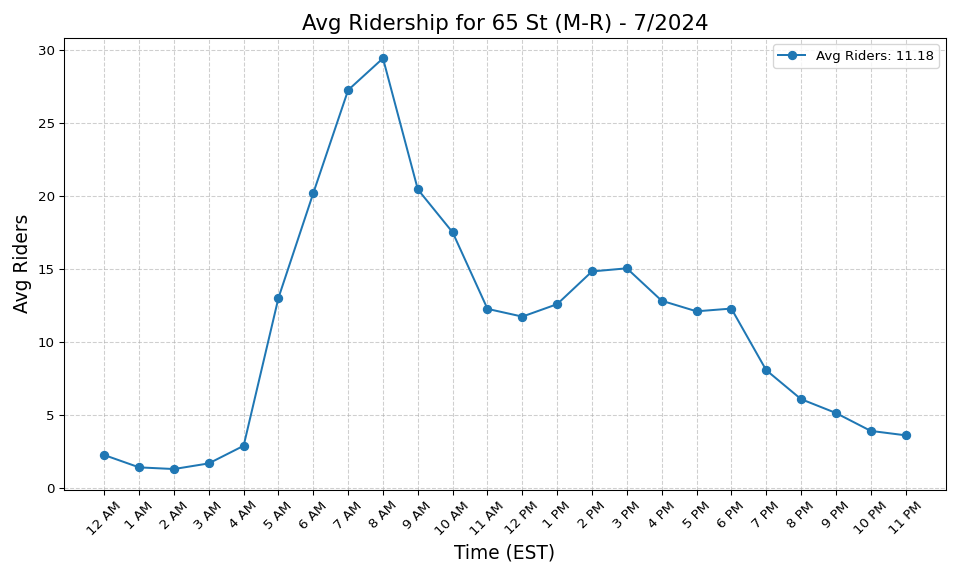 Avg Ridership for 65 St (M-R) - 7/2024
Avg Riders: 11.18
Avg Riders
30
25
20
15
10
5
0
12 AM
1 AM
2 AM
3 AM
4 AM
5 AM
6 AM
7 AM
8 AM
9 AM
10 AM
11 AM
12 PM
1 PM
2 PM
3 PM
4 PM
5 PM
6 PM
7 PM
8 PM
9 PM
10 PM
11 PM
Time (EST)